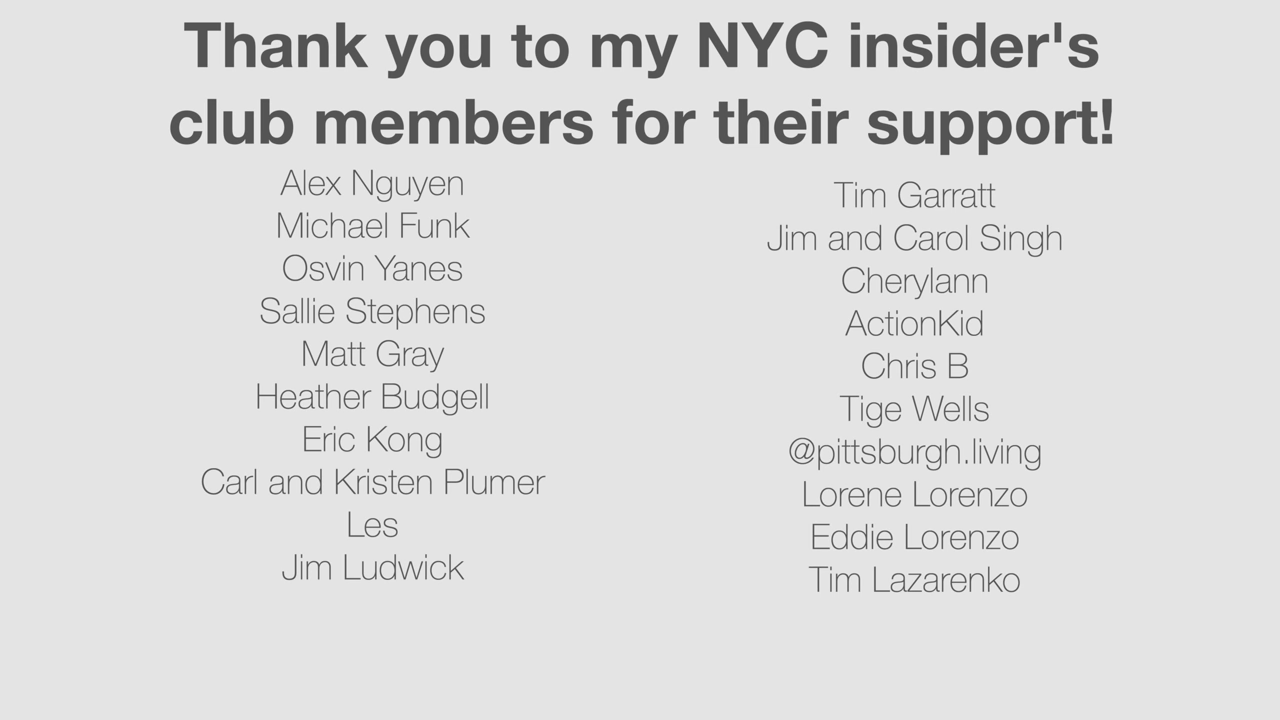 Thank you to my NYC insider's
club members for their support!
Alex Nguyen
Michael Funk
Osvin Yanes
Sallie Stephens
Matt Gray
Heather Budgell
Eric Kong
Carl and Kristen Plumer
Les
Jim Ludwick
Tim Garratt
Jim and Carol Singh
Cherylann
ActionKid
Chris B
Tige Wells
@pittsburgh.living
Lorene Lorenzo
Eddie Lorenzo
Tim Lazarenko